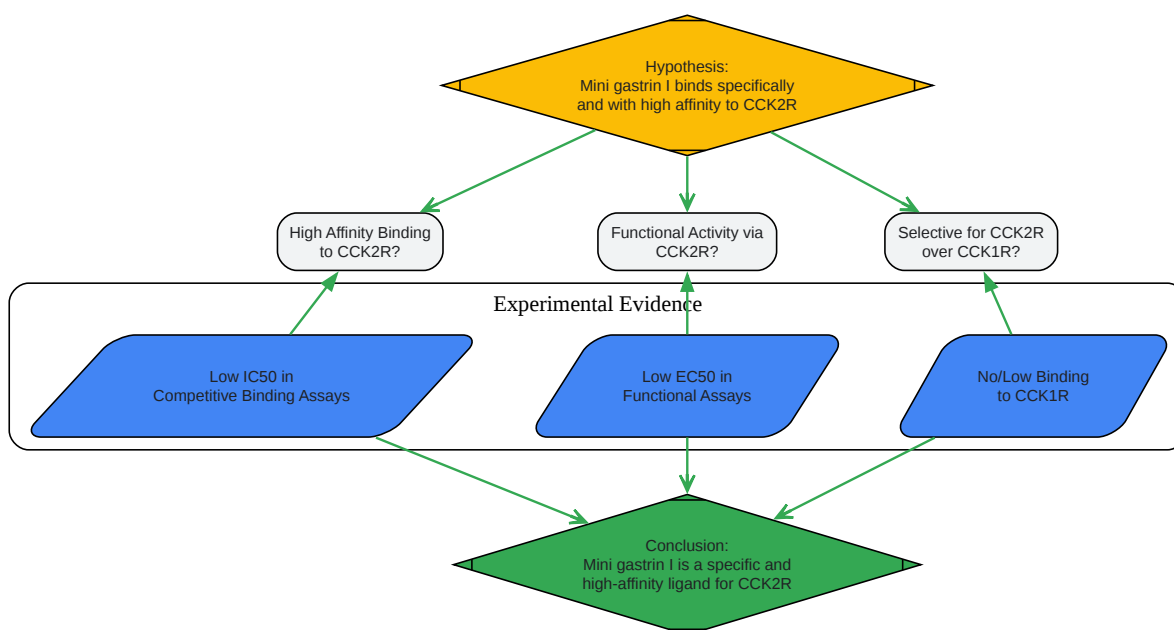 Hypothesis:
Mini gastrin I binds specifically
and with high affinity to CCK2R
High Affinity Binding
to CCK2R?
Functional Activity via
CCK2R?
Selective for CCK2R
over CCK1R?
Experimental Evidence
Low IC50 in
Competitive Binding Assays
Low EC50 in
Functional Assays
No/Low Binding
to CCK1R
Conclusion:
Mini gastrin I is a specific and
high-affinity ligand for CCK2R